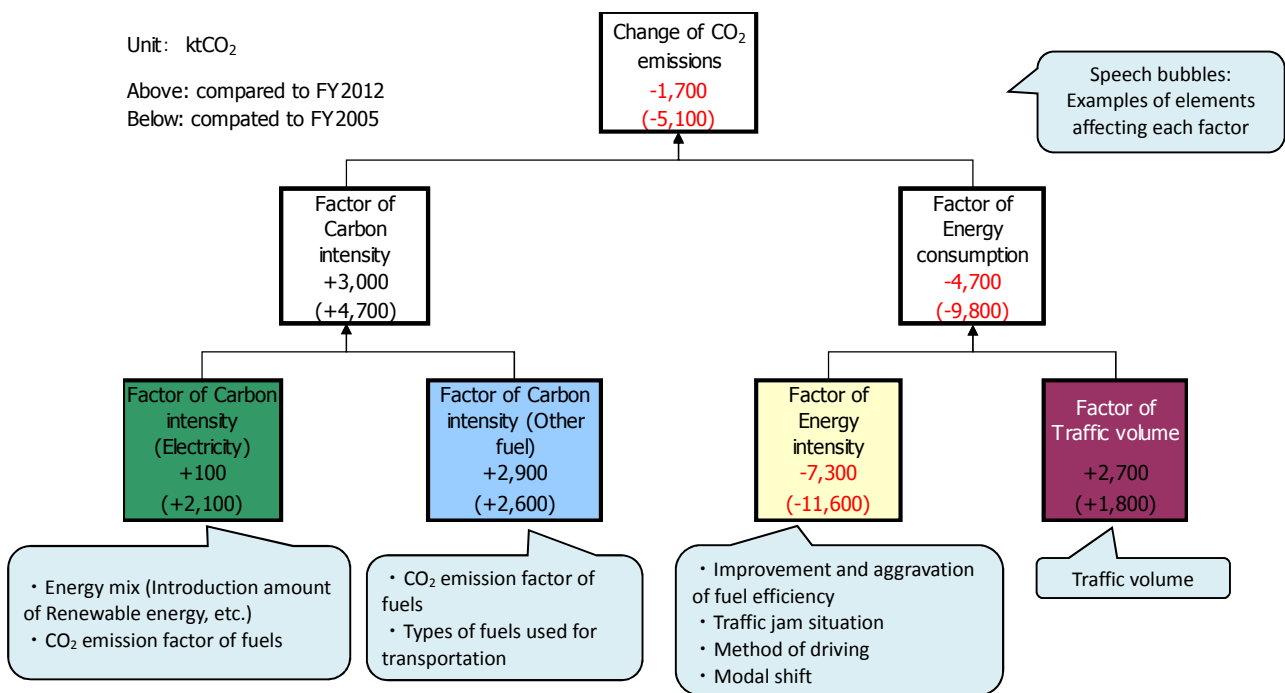 Unit: ktCO₂
Above: compared to FY2012
Below: compated to FY2005
Change of CO₂
emissions
-1,700
(-5,100)
Speech bubbles:
Examples of elements
affecting each factor
Factor of
Carbon
intensity
+3,000
(+4,700)
Factor of
Energy
consumption
-4,700
(-9,800)
Factor of Carbon
intensity
(Electricity)
+100
(+2,100)
Factor of Carbon
intensity (Other
fuel)
+2,900
(+2,600)
Factor of
Energy
intensity
-7,300
(-11,600)
Factor of
Traffic volume
+2,700
(+1,800)
・Energy mix (Introduction amount
of Renewable energy, etc.)
・CO₂ emission factor of fuels
・CO₂ emission factor of
fuels
・Types of fuels used for
transportation
・Improvement and aggravation
of fuel efficiency
・Traffic jam situation
・Method of driving
・Modal shift
Traffic volume